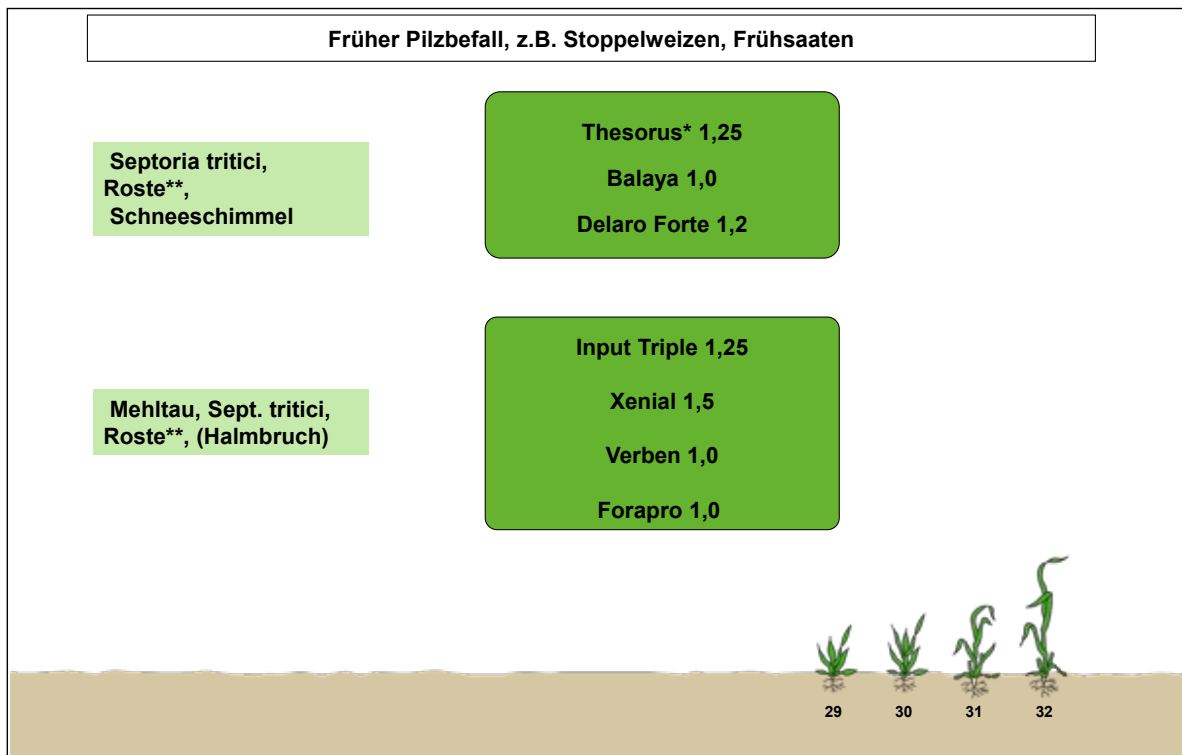 Früher Pilzbefall, z.B. Stoppelweizen, Frühsaaten
Septoria tritici,
Roste**,
Schneeschimmel
Thesorus* 1,25
Balaya 1,0
Delaro Forte 1,2
Mehltau, Sept. tritici,
Roste**, (Halmbruch)
Input Triple 1,25
Xenial 1,5
Verben 1,0
Forapro 1,0
29 30 31 32